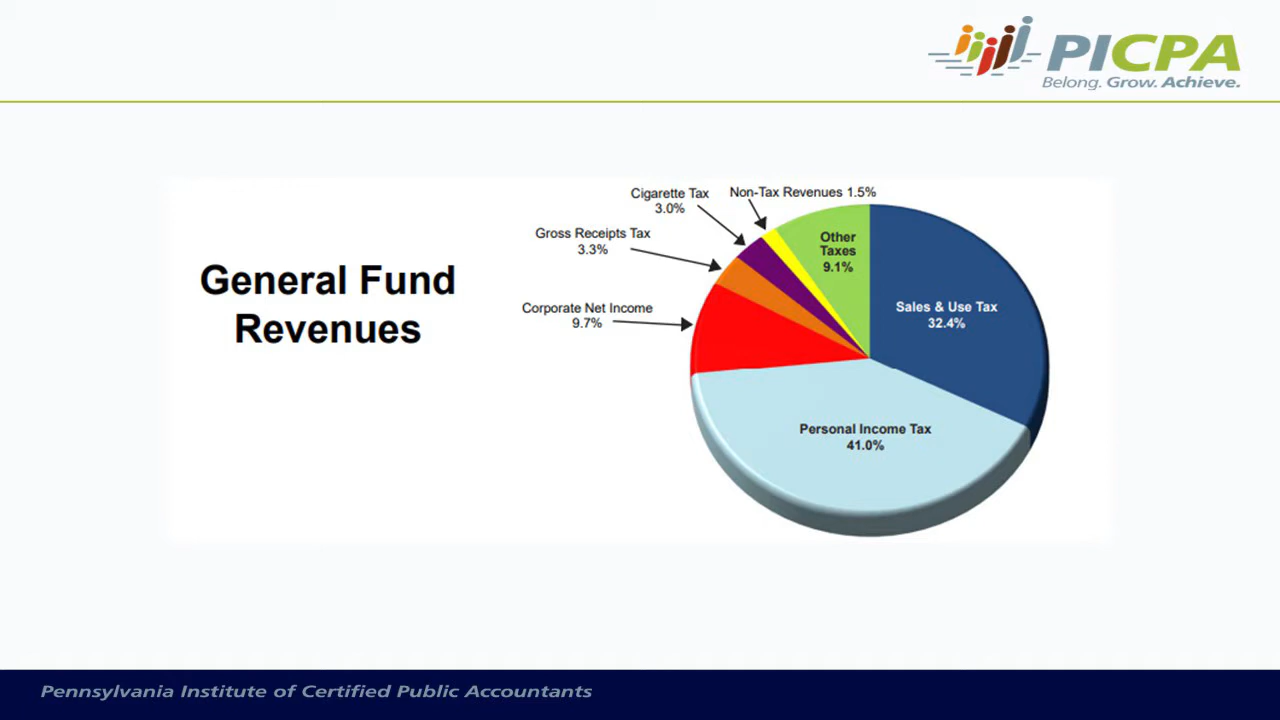 PICPA
Belong. Grow. Achieve.
General Fund
Revenues
Cigarette Tax
3.0%
Non-Tax Revenues 1.5%
Gross Receipts Tax
3.3%
Corporate Net Income
9.7%
Other
Taxes
9.1%
Sales & Use Tax
32.4%
Personal Income Tax
41.0%
Pennsylvania Institute of Certified Public Accountants